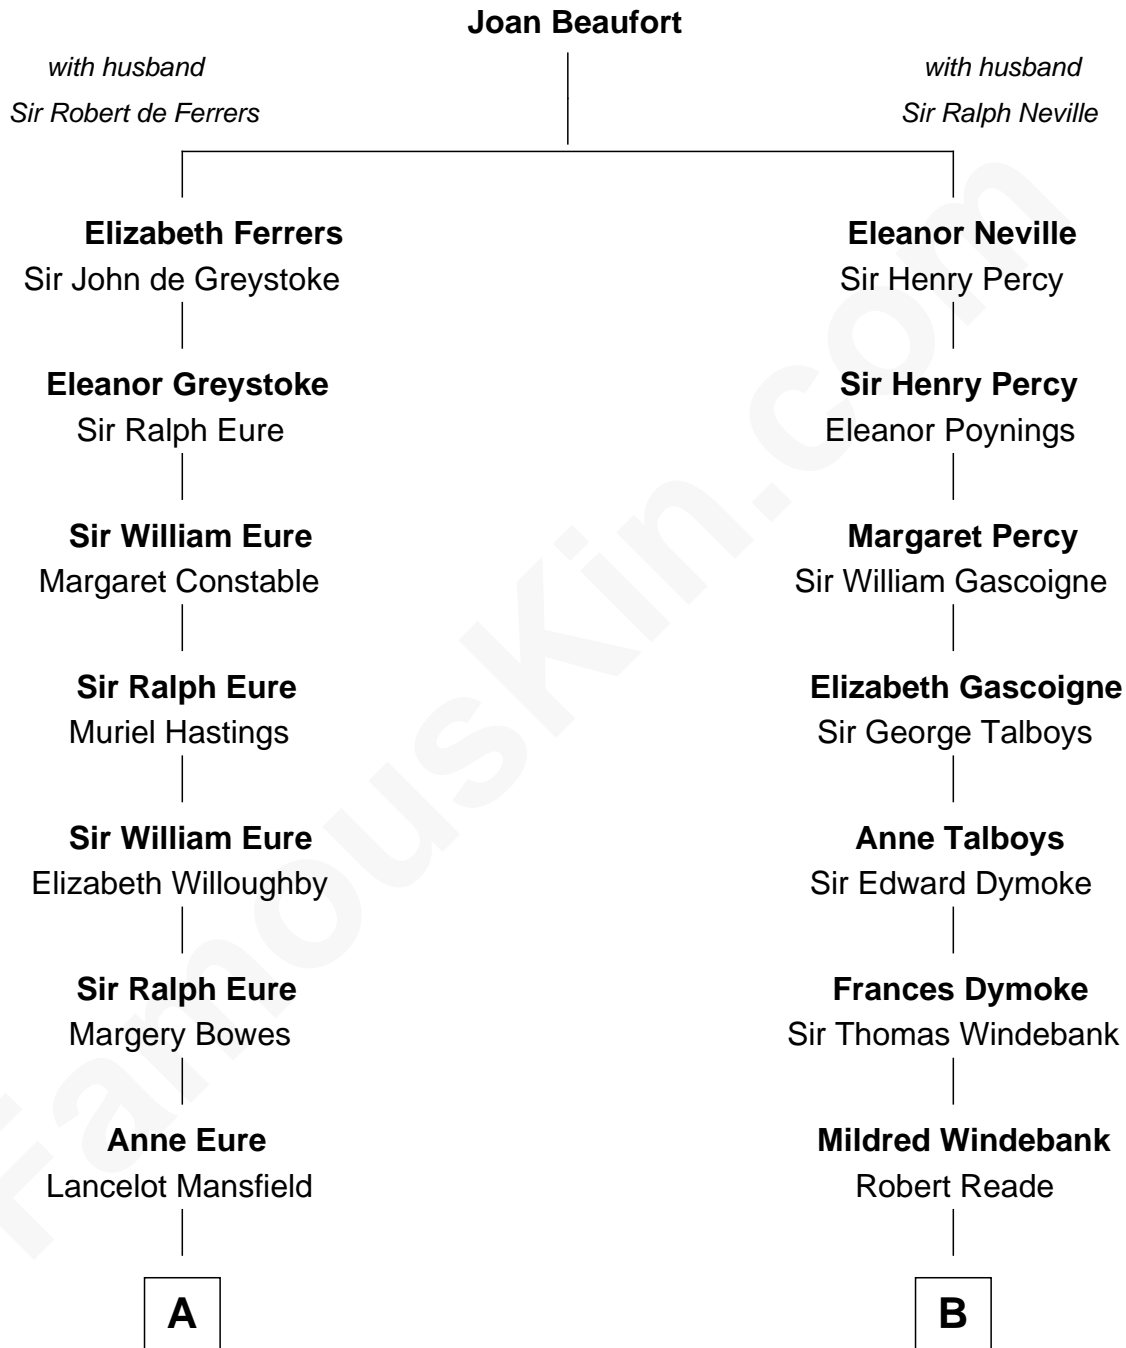 Joan Beaufort
with husband
Sir Robert de Ferrers
with husband
Sir Ralph Neville
Elizabeth Ferrers
Sir John de Greystoke
Eleanor Neville
Sir Henry Percy
Eleanor Greystoke
Sir Ralph Eure
Sir Henry Percy
Eleanor Poynings
Sir William Eure
Margaret Constable
Margaret Percy
Sir William Gascoigne
Sir Ralph Eure
Muriel Hastings
Elizabeth Gascoigne
Sir George Talboys
Sir William Eure
Elizabeth Willoughby
Anne Talboys
Sir Edward Dymoke
Sir Ralph Eure
Margery Bowes
Frances Dymoke
Sir Thomas Windebank
Anne Eure
Lancelot Mansfield
Mildred Windebank
Robert Reade
A
B
FamousKin.com